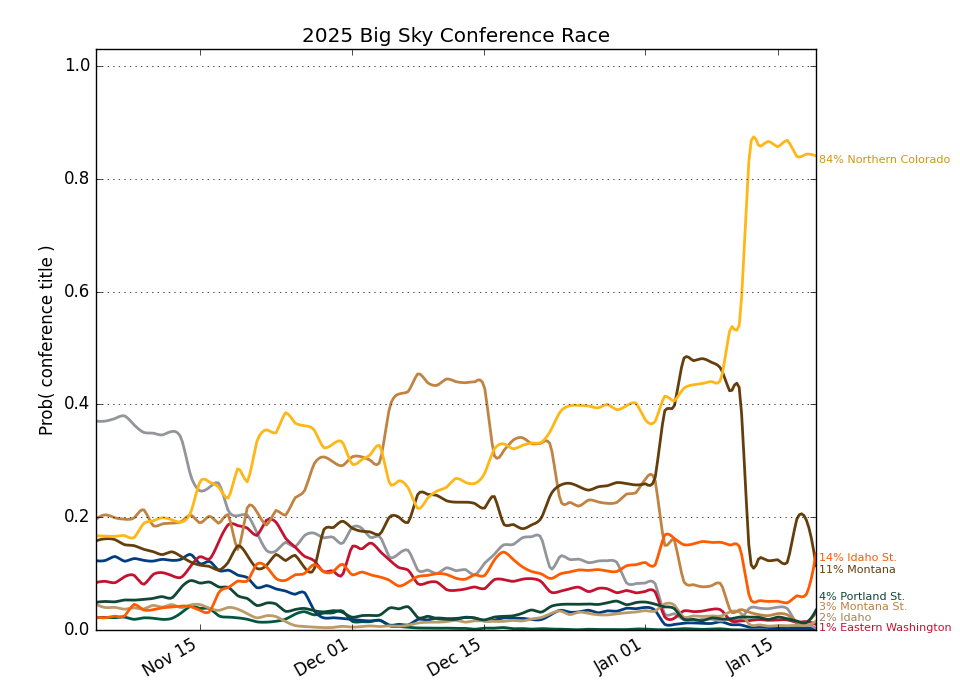 2025 Big Sky Conference Race
Prob( conference title )
1.0
0.8
0.6
0.4
0.2
0.0
Nov 15
Dec 01
Dec 15
Jan 01
Jan 15
84% Northern Colorado
14% Idaho St.
11% Montana
4% Portland St.
3% Montana St.
2% Idaho
1% Eastern Washington